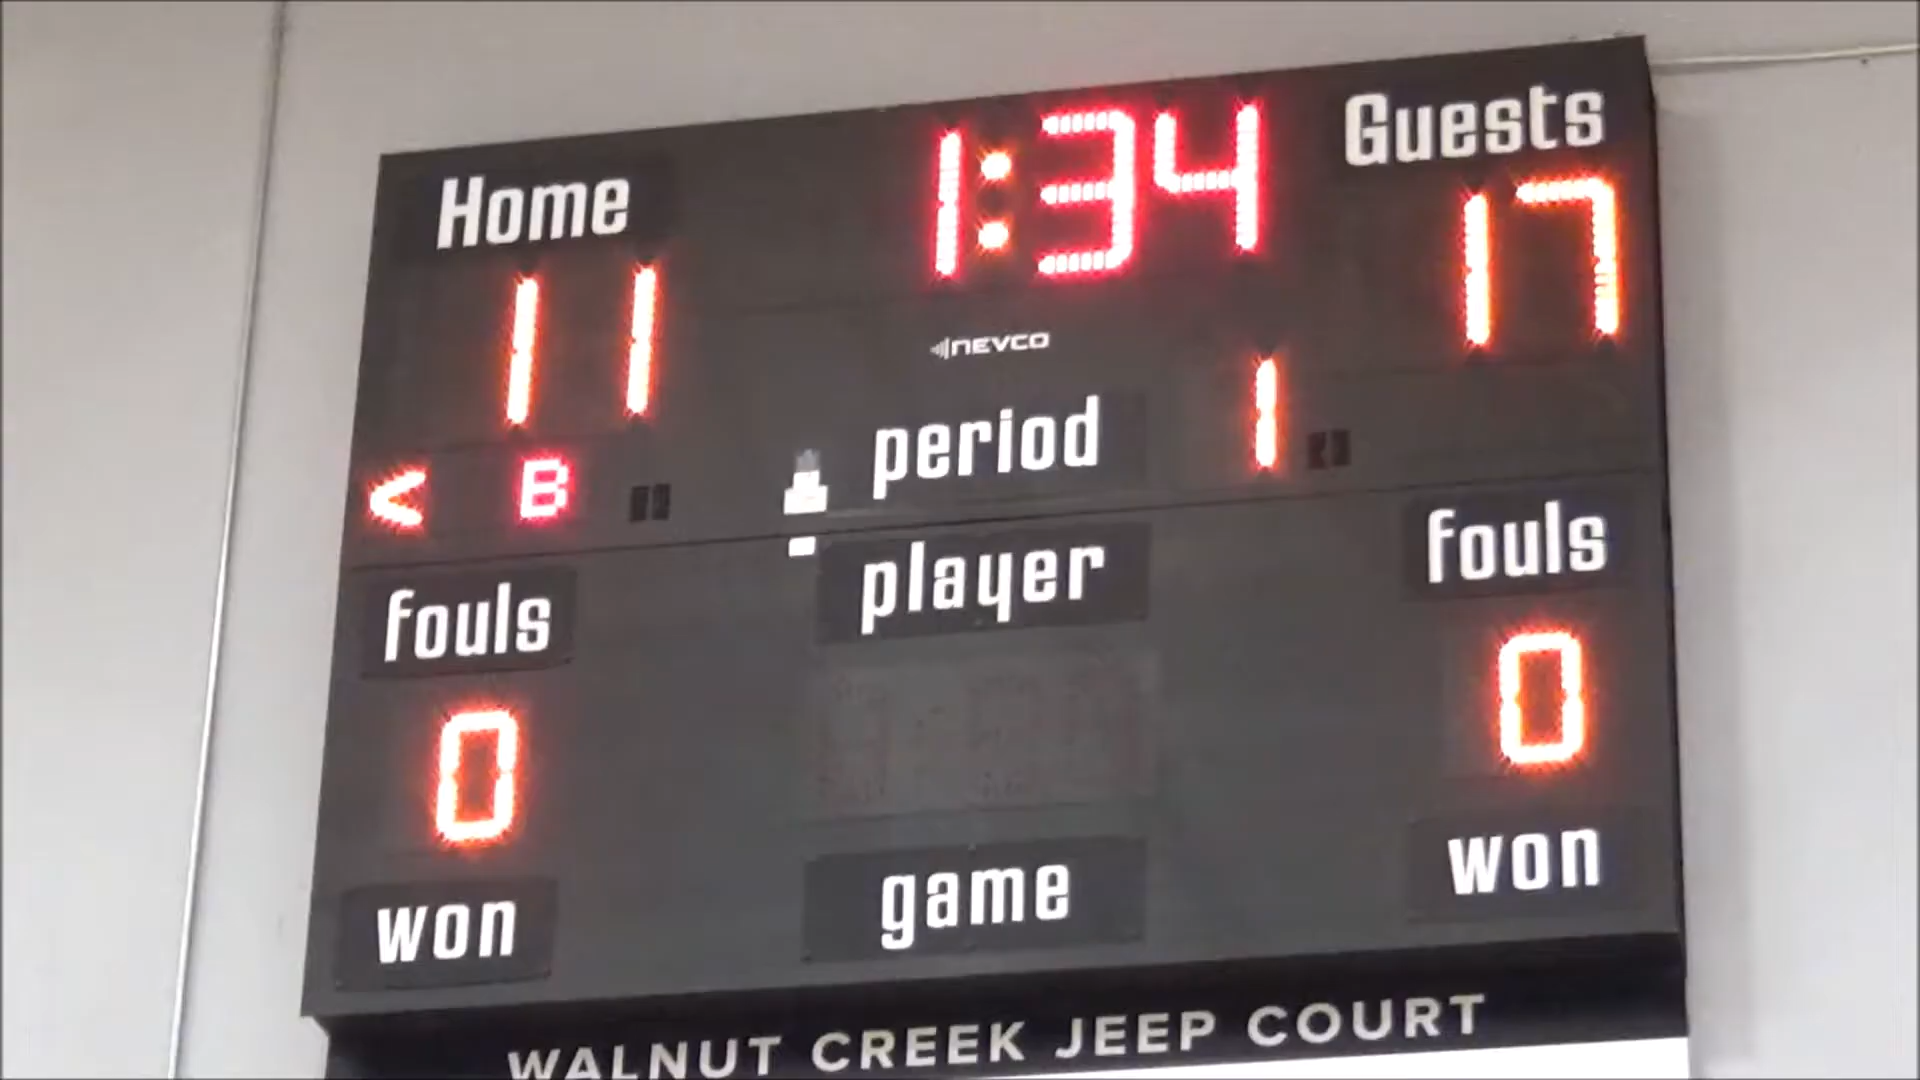 Home 1:34 Guests
11 17
NEVCO
period 1
< B
player
fouls fouls
0 0
won game won
WALNUT CREEK JEEP COURT